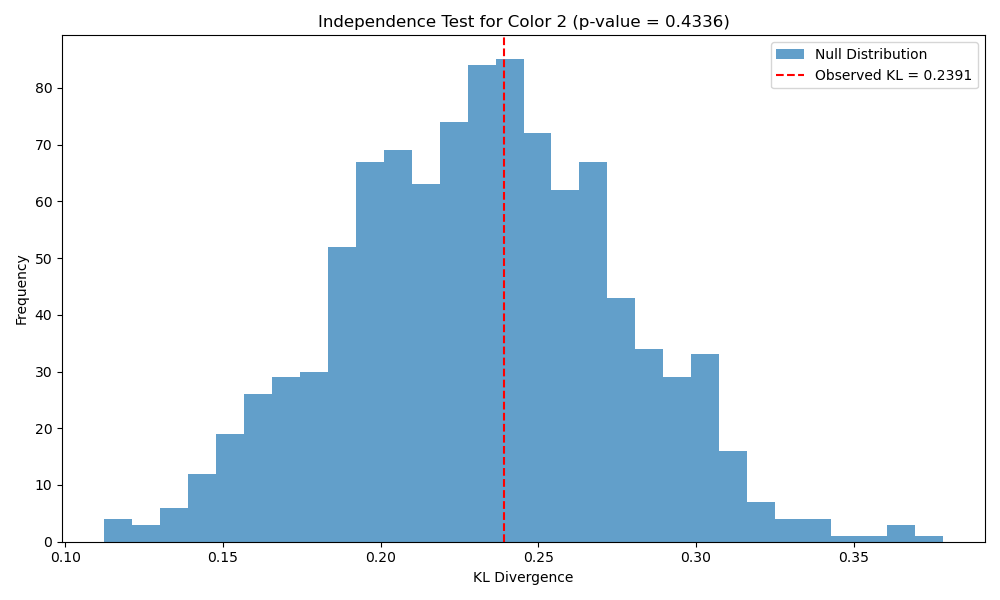 Independence Test for Color 2 (p-value = 0.4336)
Null Distribution
Observed KL = 0.2391
Frequency
80
70
60
50
40
30
20
10
0
0.10 0.15 0.20 0.25 0.30 0.35
KL Divergence